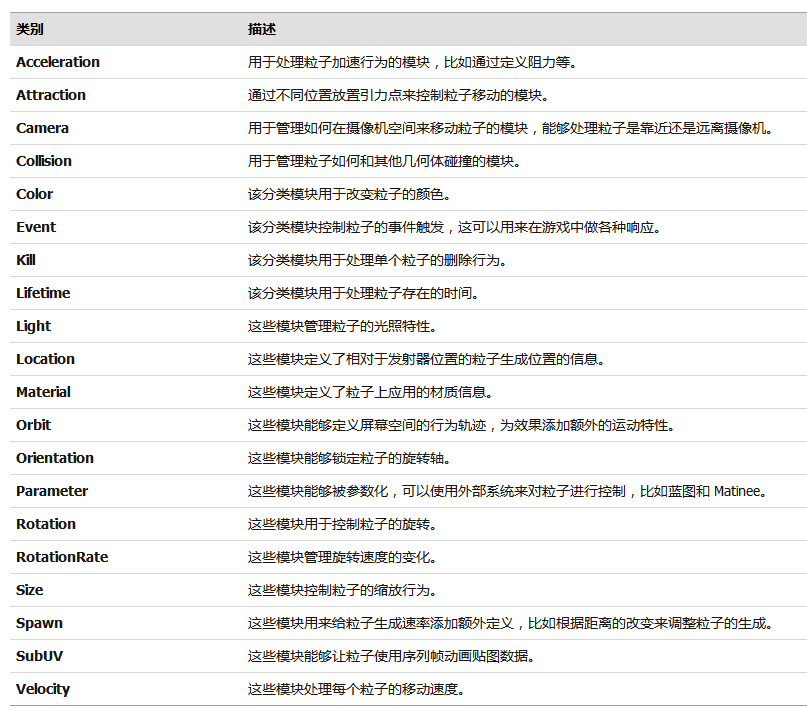 类别 描述
Acceleration 用于处理粒子加速行为的模块，比如通过定义阻力等。
Attraction 通过不同位置放置引力点来控制粒子移动的模块。
Camera 用于管理如何在摄像机空间来移动粒子的模块，能够处理粒子是靠近还是远离摄像机。
Collision 用于管理粒子如何和其他几何体碰撞的模块。
Color 该分类模块用于改变粒子的颜色。
Event 该分类模块控制粒子的事件触发，这可以用来在游戏中做各种响应。
Kill 该分类模块用于处理单个粒子的删除行为。
Lifetime 该分类模块用于处理粒子存在的时间。
Light 这些模块管理粒子的光照特性。
Location 这些模块定义了相对于发射器位置的粒子生成位置的信息。
Material 这些模块定义了粒子上应用的材质信息。
Orbit 这些模块能够定义屏幕空间的行为轨迹，为效果添加额外的运动特性。
Orientation 这些模块能够锁定粒子的旋转轴。
Parameter 这些模块能够被参数化，可以使用外部系统来对粒子进行控制，比如蓝图和 Matinee。
Rotation 这些模块用于控制粒子的旋转。
RotationRate 这些模块管理旋转速度的变化。
Size 这些模块控制粒子的缩放行为。
Spawn 这些模块用来给粒子生成速率添加额外定义，比如根据距离的改变来调整粒子的生成。
SubUV 这些模块能够让粒子使用序列帧动画贴图数据。
Velocity 这些模块处理每个粒子的移动速度。